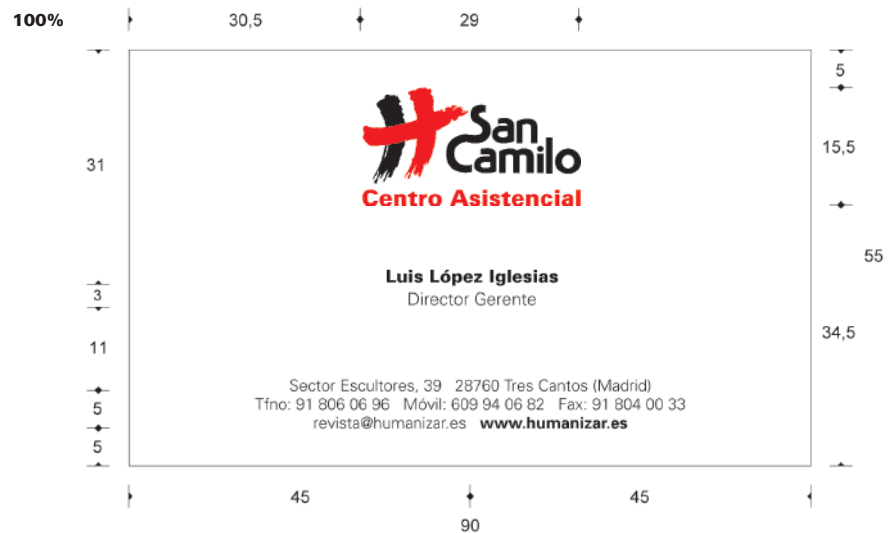 100%
30,5
29
5
31
15,5
San
Camilo
Centro Asistencial
55
Luis López Iglesias
Director Gerente
3
34,5
11
Sector Escultores, 39 28760 Tres Cantos (Madrid)
Tfno: 91 806 06 96 Móvil: 609 94 06 82 Fax: 91 804 00 33
revista@humanizar.es www.humanizar.es
5
5
45
45
90